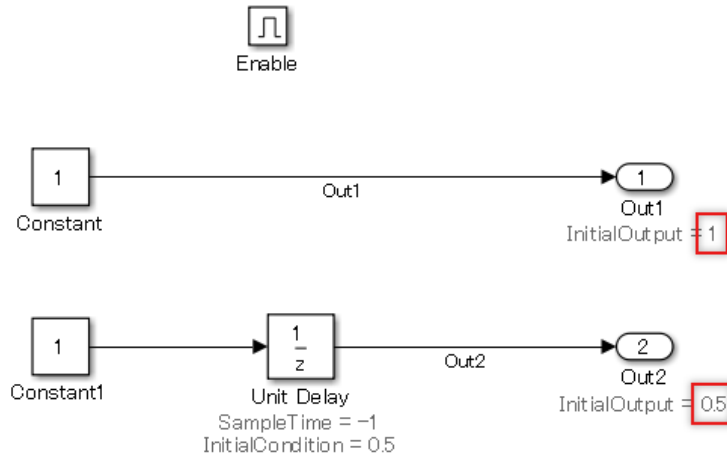 Enable
1
Out1
1
Constant
Out1
InitialOutput = 1
1
1
z
Out2
2
Constant1
Unit Delay
Out2
SampleTime = -1
InitialOutput = 0.5
InitialCondition = 0.5